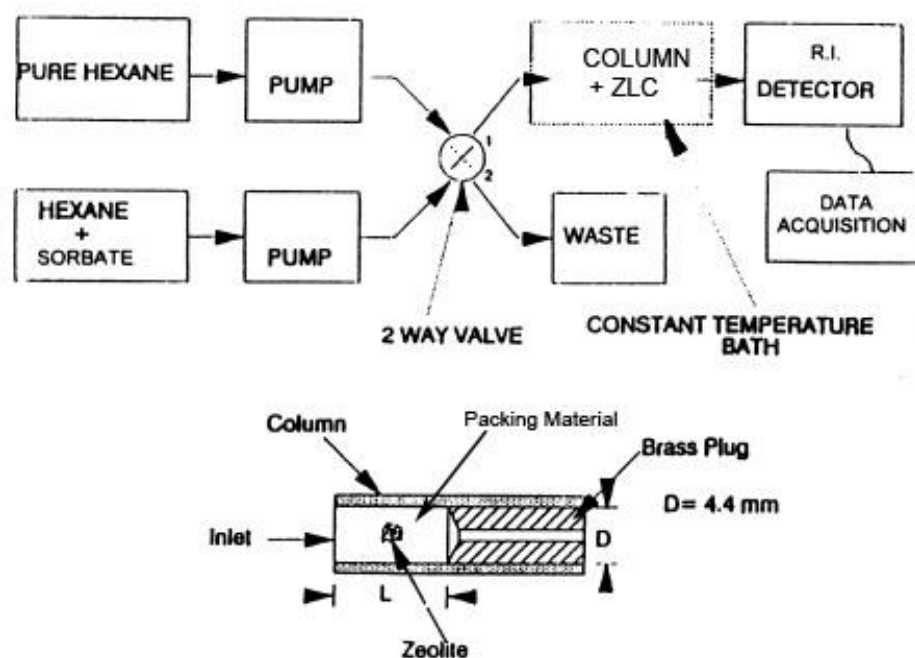 PURE HEXANE
PUMP
COLUMN
+ ZLC
R.I.
DETECTOR
1
2
HEXANE
+
SORBATE
PUMP
WASTE
DATA
ACQUISITION
2 WAY VALVE
CONSTANT TEMPERATURE
BATH
Column
Packing Material
Brass Plug
D= 4.4 mm
Inlet
D
L
Zeolite